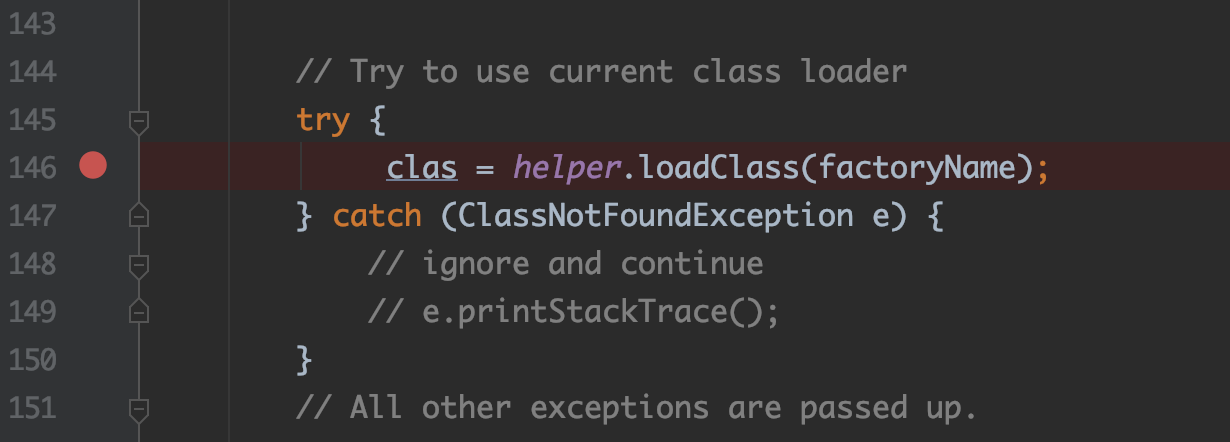 143
144 // Try to use current class loader
145 try {
146 clas = helper.loadClass(factoryName);
147 } catch (ClassNotFoundException e) {
148 // ignore and continue
149 // e.printStackTrace();
150 }
151 // All other exceptions are passed up.